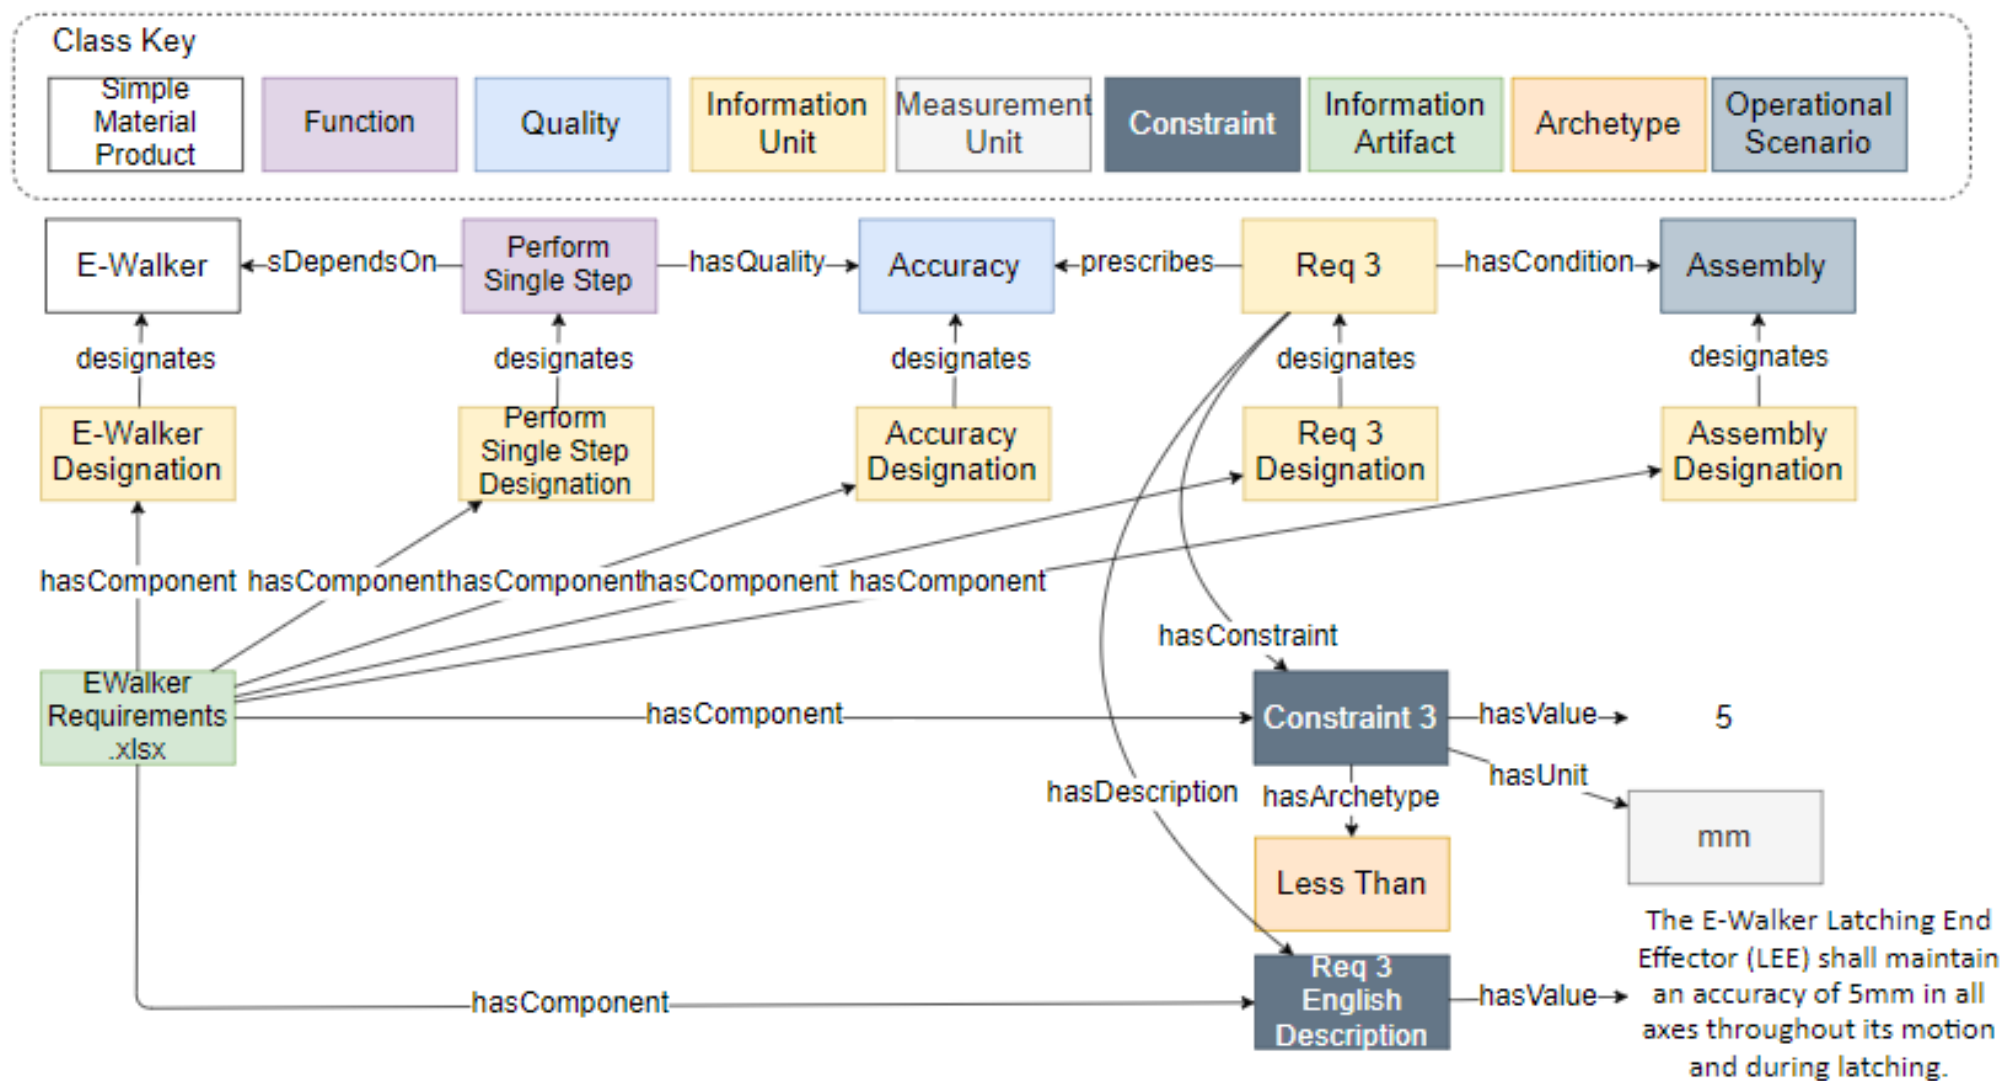 Class Key
Simple
Material
Product
Function
Quality
Information
Unit
Measurement
Unit
Constraint
Information
Artifact
Archetype
Operational
Scenario
E-Walker
sDependsOn
Perform
Single Step
hasQuality
Accuracy
prescribes
Req 3
hasCondition
Assembly
designates
designates
designates
designates
designates
E-Walker
Designation
Perform
Single Step
Designation
Accuracy
Designation
Req 3
Designation
Assembly
Designation
hasComponent
hasComponent
hasComponent
hasComponent
hasComponent
hasConstraint
EWalker
Requirements
.xlsx
hasComponent
Constraint 3
hasValue
5
hasUnit
mm
hasDescription
hasArchetype
Less Than
hasComponent
Req 3
English
Description
hasValue
The E-Walker Latching End
Effector (LEE) shall maintain
an accuracy of 5mm in all
axes throughout its motion
and during latching.